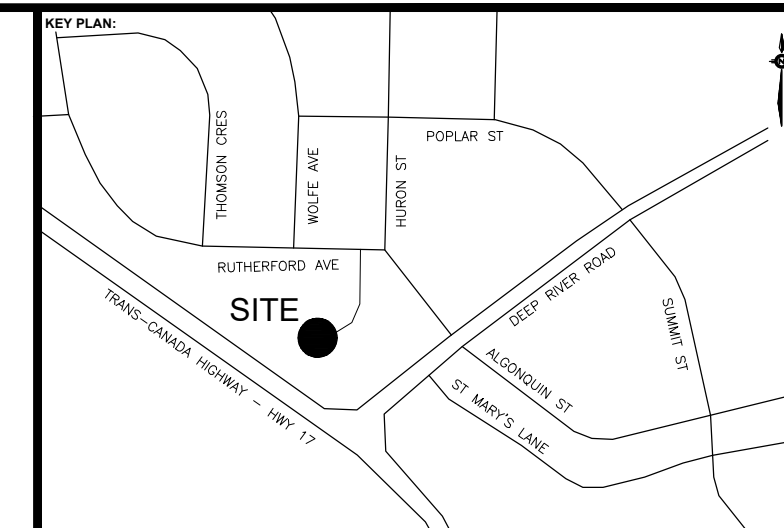 KEY PLAN:
N
THOMSON CRES
WOLFE AVE
HURON ST
POPLAR ST
RUTHERFORD AVE
SITE
DEEP RIVER ROAD
SUMMIT ST
TRANS-CANADA HIGHWAY - HWY 17
ALGONQUIN ST
ST MARY'S LANE